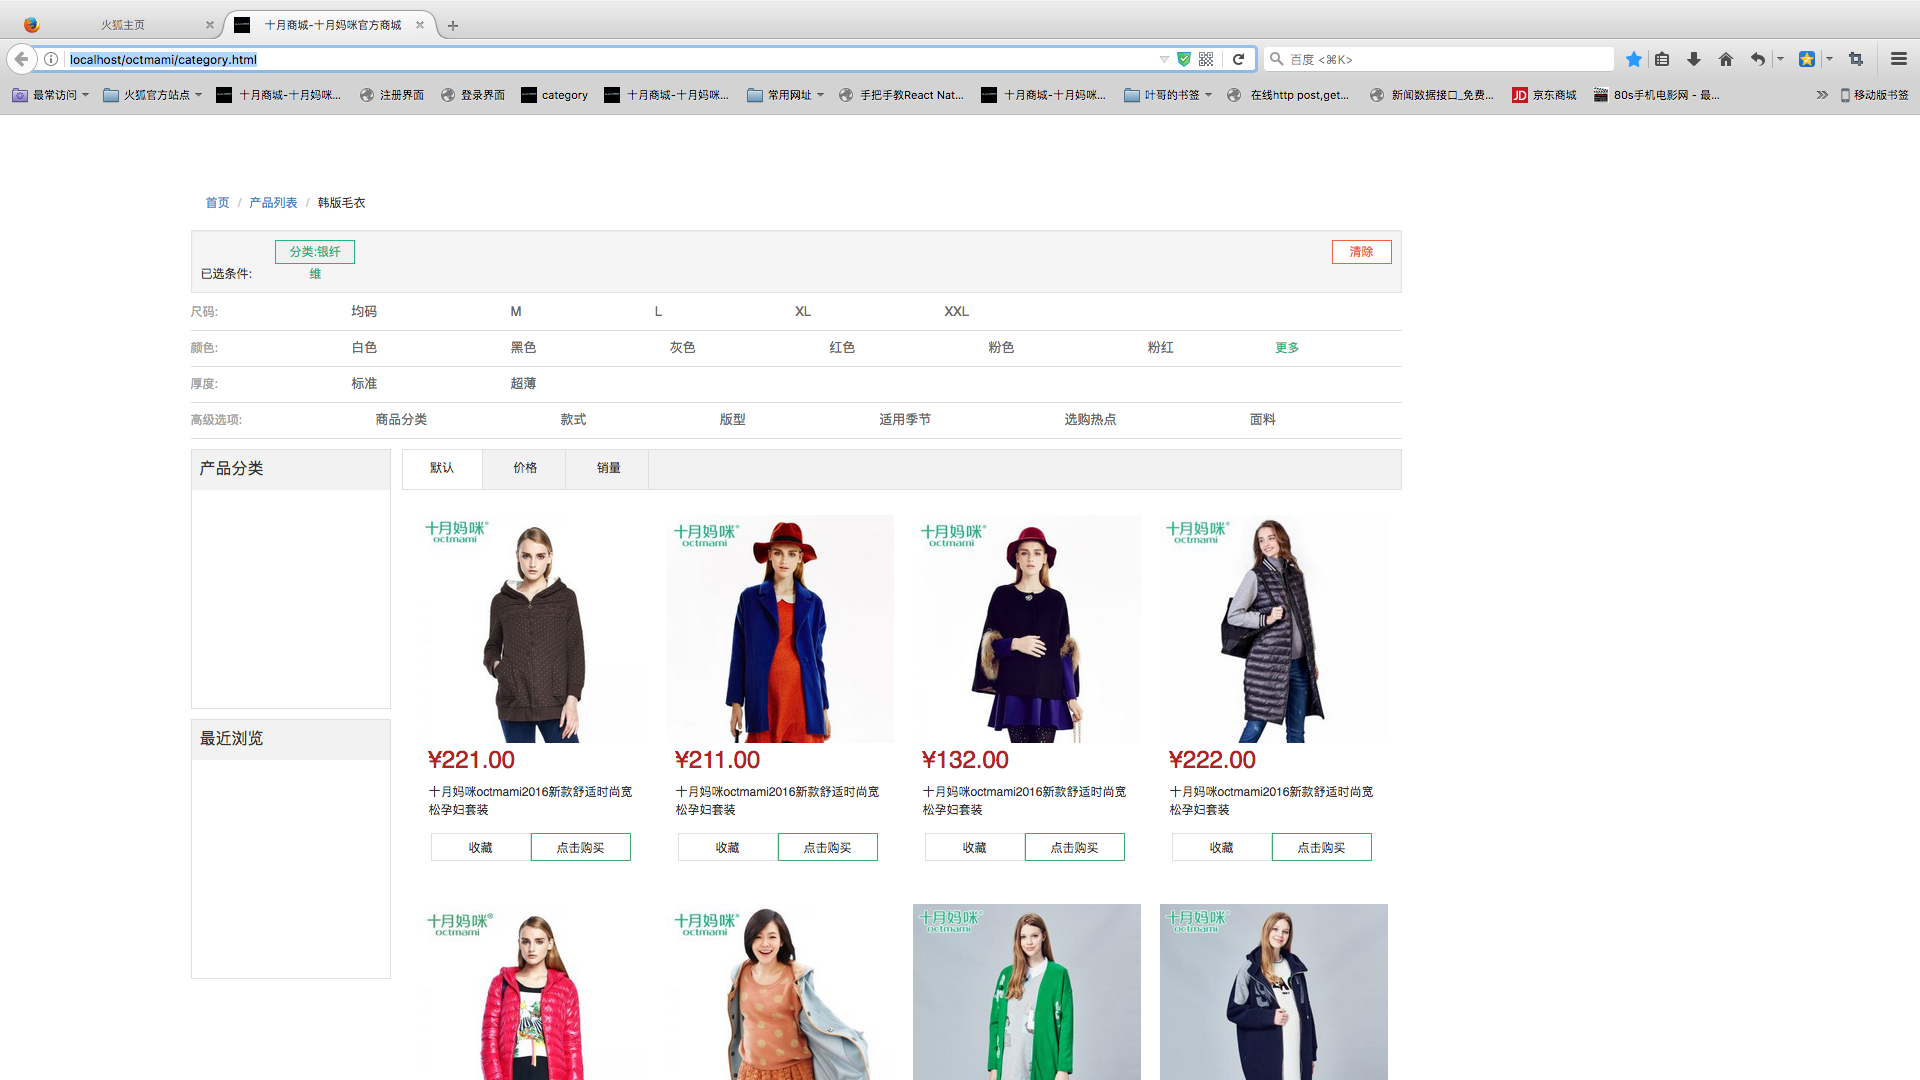 火狐主页
十月商城-十月妈咪官方商城
localhost/octmami/category.html
百度 <⌘K>
最常访问
火狐官方站点
十月商城-十月妈咪...
注册界面
登录界面
category
十月商城-十月妈咪...
常用网址
手把手教React Nat...
十月商城-十月妈咪...
叶哥的书签
在线http post,get...
新闻数据接口_免费...
JD 京东商城
80s手机电影网 - 最...
移动版书签
首页 / 产品列表 / 韩版毛衣
已选条件:
分类:银纤
维
清除
尺码: 均码 M L XL XXL
颜色: 白色 黑色 灰色 红色 粉色 粉红 更多
厚度: 标准 超薄
高级选项: 商品分类 款式 版型 适用季节 选购热点 面料
产品分类
最近浏览
默认 价格 销量
十月妈咪®
octmami
¥221.00
十月妈咪octmami2016新款舒适时尚宽
松孕妇套装
收藏 点击购买
十月妈咪®
octmami
¥211.00
十月妈咪octmami2016新款舒适时尚宽
松孕妇套装
收藏 点击购买
十月妈咪®
octmami
¥132.00
十月妈咪octmami2016新款舒适时尚宽
松孕妇套装
收藏 点击购买
十月妈咪®
octmami
¥222.00
十月妈咪octmami2016新款舒适时尚宽
松孕妇套装
收藏 点击购买
十月妈咪®
octmami
十月妈咪®
octmami
十月妈咪®
octmami
十月妈咪®
octmami